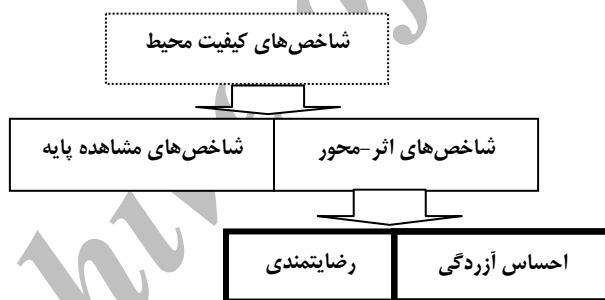 شاخص‌های کیفیت محیط
شاخص‌های اثر-محور
شاخص‌های مشاهده پایه
احساس آزردگی
رضایتمندی